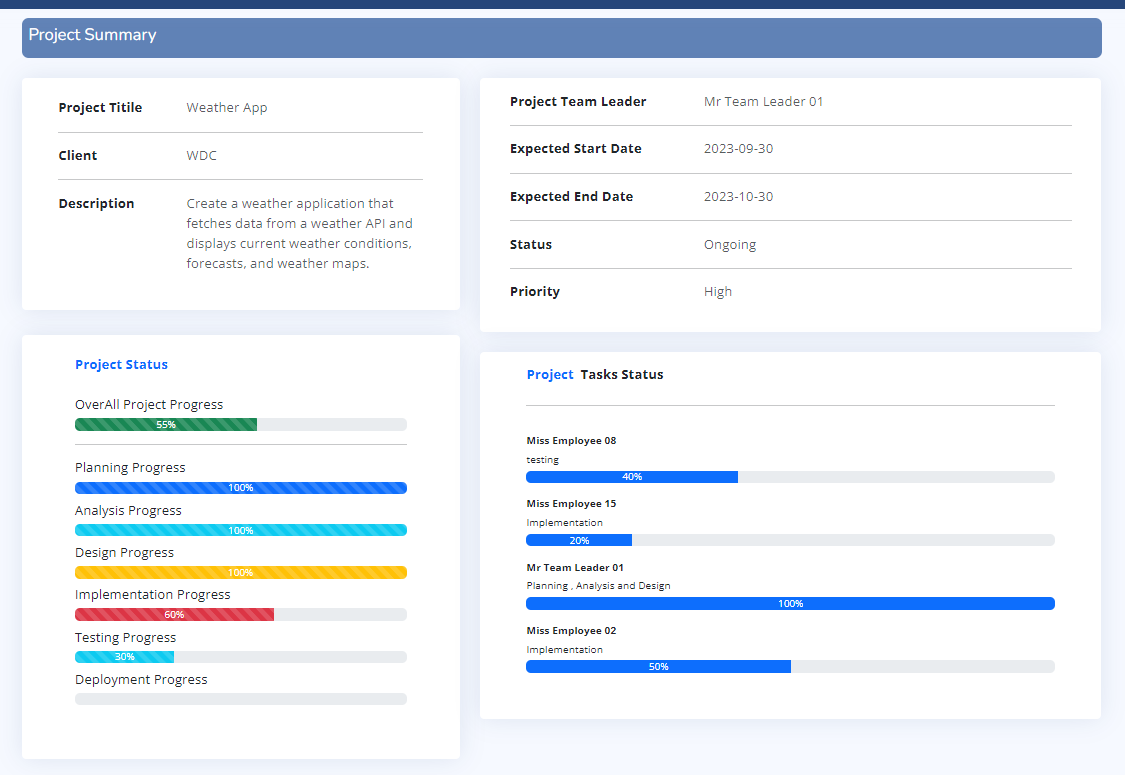 Project Summary
Project Titile Weather App
Client WDC
Description Create a weather application that
fetches data from a weather API and
displays current weather conditions,
forecasts, and weather maps.
Project Team Leader Mr Team Leader 01
Expected Start Date 2023-09-30
Expected End Date 2023-10-30
Status Ongoing
Priority High
Project Status
OverAll Project Progress
55%
Planning Progress
100%
Analysis Progress
100%
Design Progress
100%
Implementation Progress
60%
Testing Progress
30%
Deployment Progress
Project Tasks Status
Miss Employee 08
testing
40%
Miss Employee 15
Implementation
20%
Mr Team Leader 01
Planning , Analysis and Design
100%
Miss Employee 02
Implementation
50%